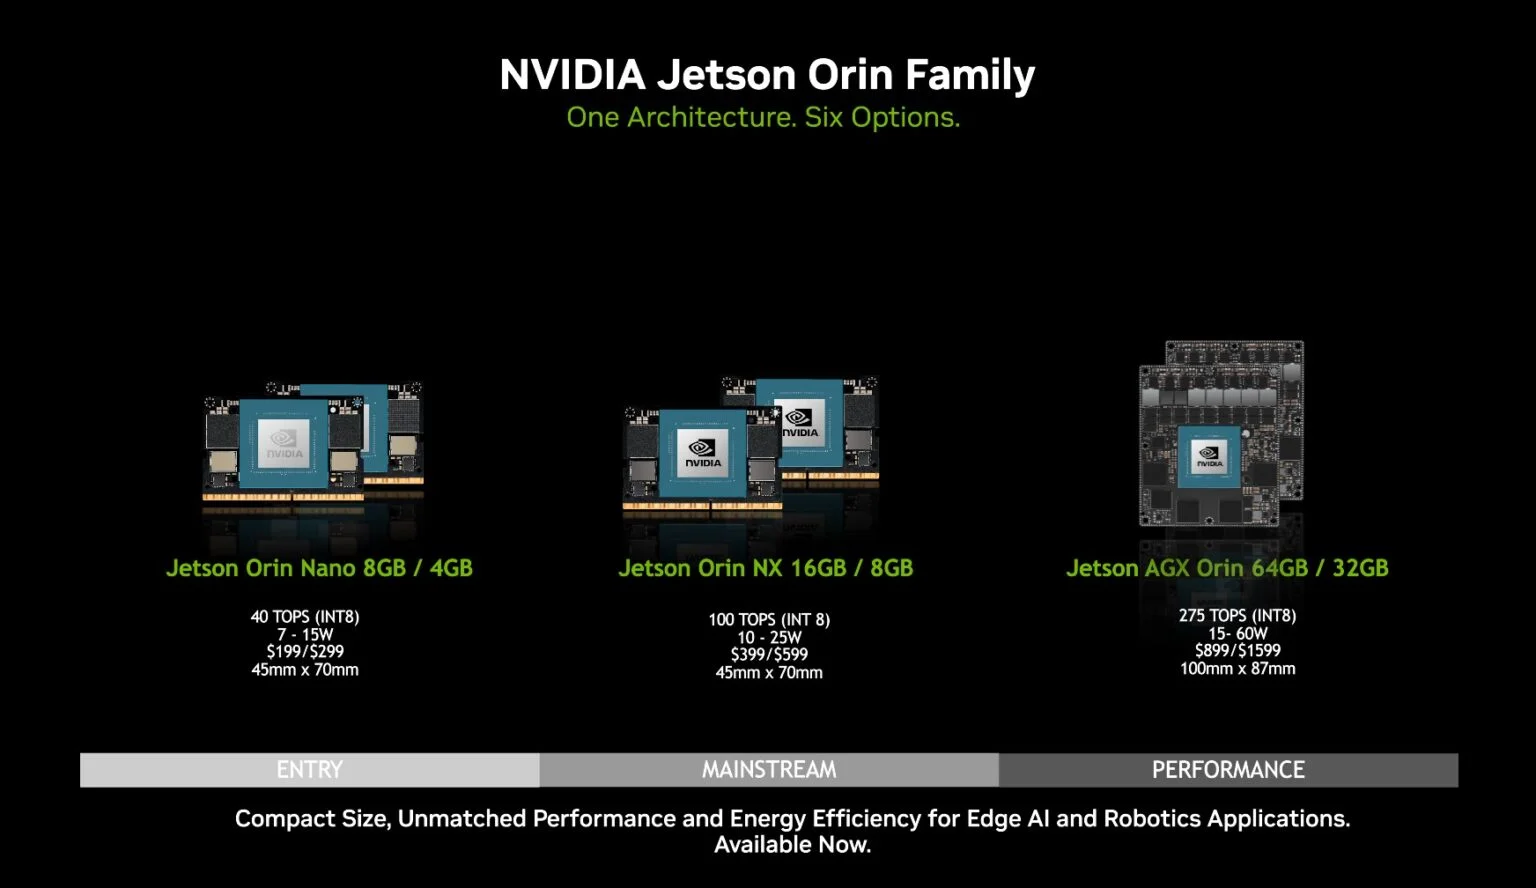 NVIDIA Jetson Orin Family
One Architecture. Six Options.
NVIDIA
NVIDIA
NVIDIA
NVIDIA
Jetson Orin Nano 8GB / 4GB
40 TOPS (INT8)
7 - 15W
$199/$299
45mm x 70mm
Jetson Orin NX 16GB / 8GB
100 TOPS (INT 8)
10 - 25W
$399/$599
45mm x 70mm
Jetson AGX Orin 64GB / 32GB
275 TOPS (INT8)
15- 60W
$899/$1599
100mm x 87mm
ENTRY
MAINSTREAM
PERFORMANCE
Compact Size, Unmatched Performance and Energy Efficiency for Edge AI and Robotics Applications.
Available Now.